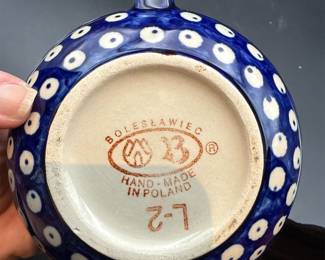 BOLESŁAWIEC
B ®
HAND-MADE
IN POLAND
L-2